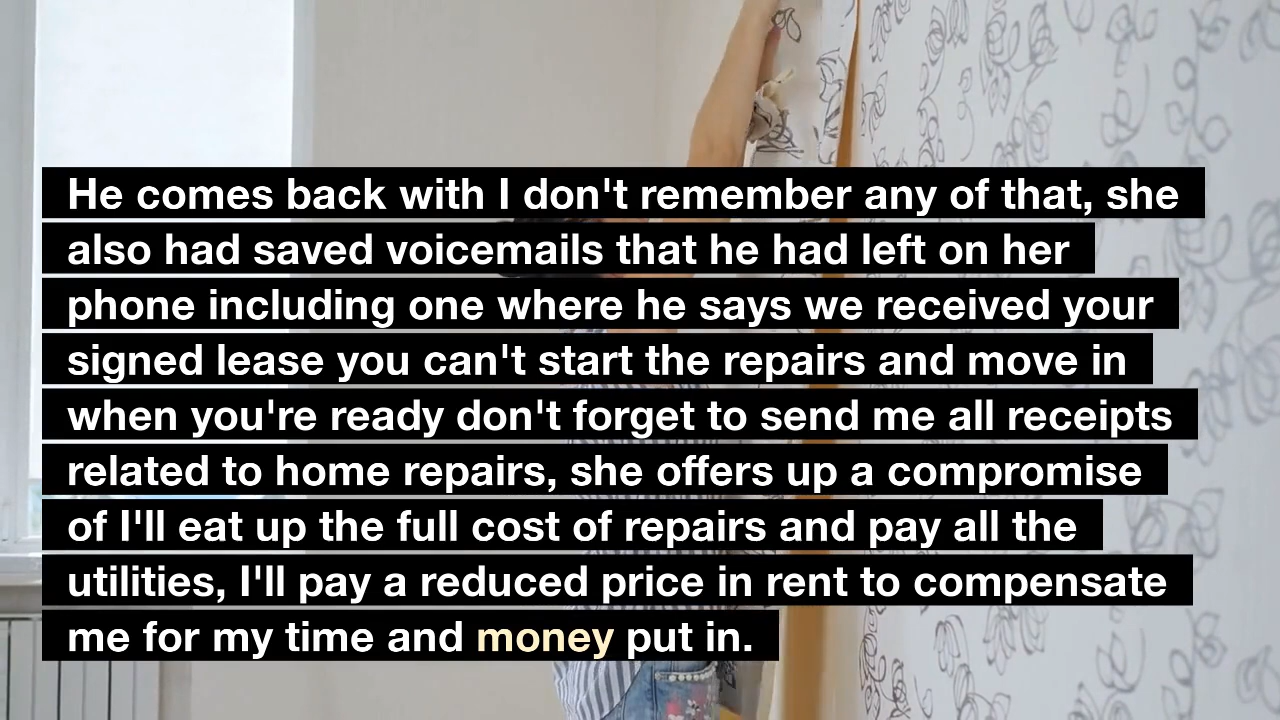 He comes back with I don't remember any of that, she
also had saved voicemails that he had left on her
phone including one where he says we received your
signed lease you can't start the repairs and move in
when you're ready don't forget to send me all receipts
related to home repairs, she offers up a compromise
of I'll eat up the full cost of repairs and pay all the
utilities, I'll pay a reduced price in rent to compensate
me for my time and money put in.